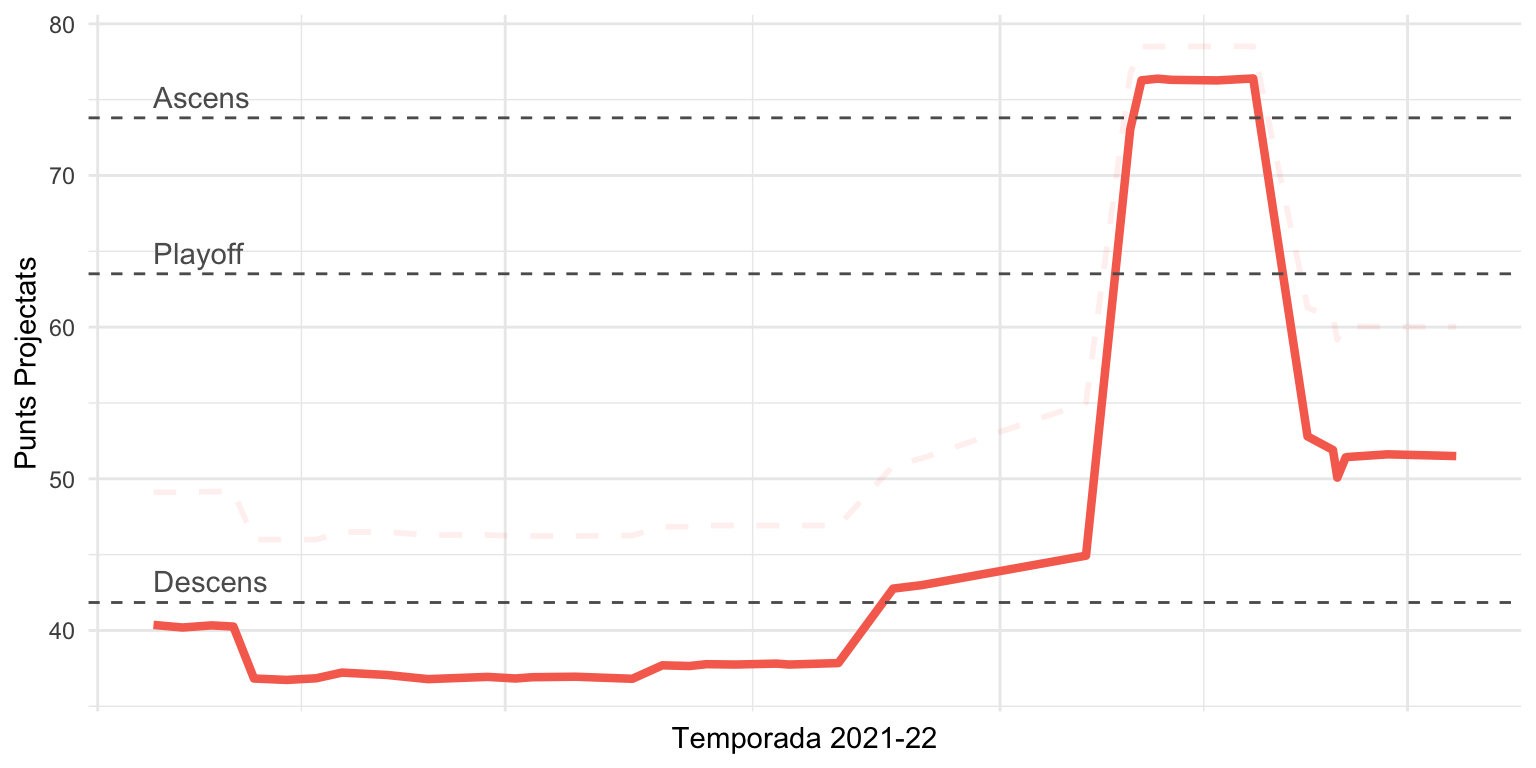 80
Ascens
70
Playoff
60
50
Descens
40
Punts Projectats
Temporada 2021-22